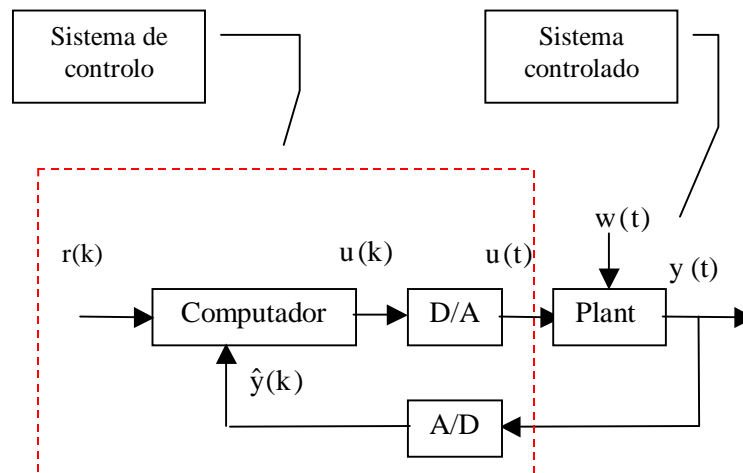 Sistema de
controlo
Sistema
controlado
w(t)
r(k)
u(k)
u(t)
y (t)
Computador
D/A
Plant
ŷ(k)
A/D